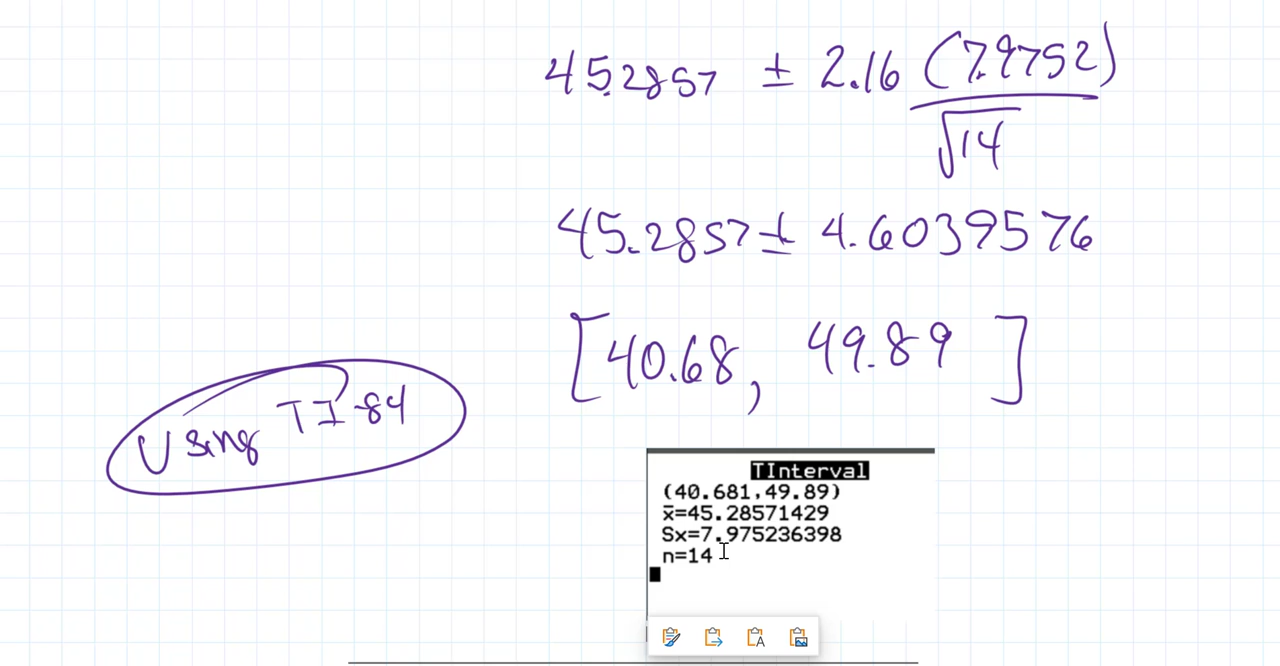 45.2857 ± 2.16 (7.9752)
√14
45.2857 ± 4.6039576
[40.68, 49.89]
Using TI-84
TInterval
(40.681,49.89)
x̄=45.28571429
Sx=7.975236398
n=14